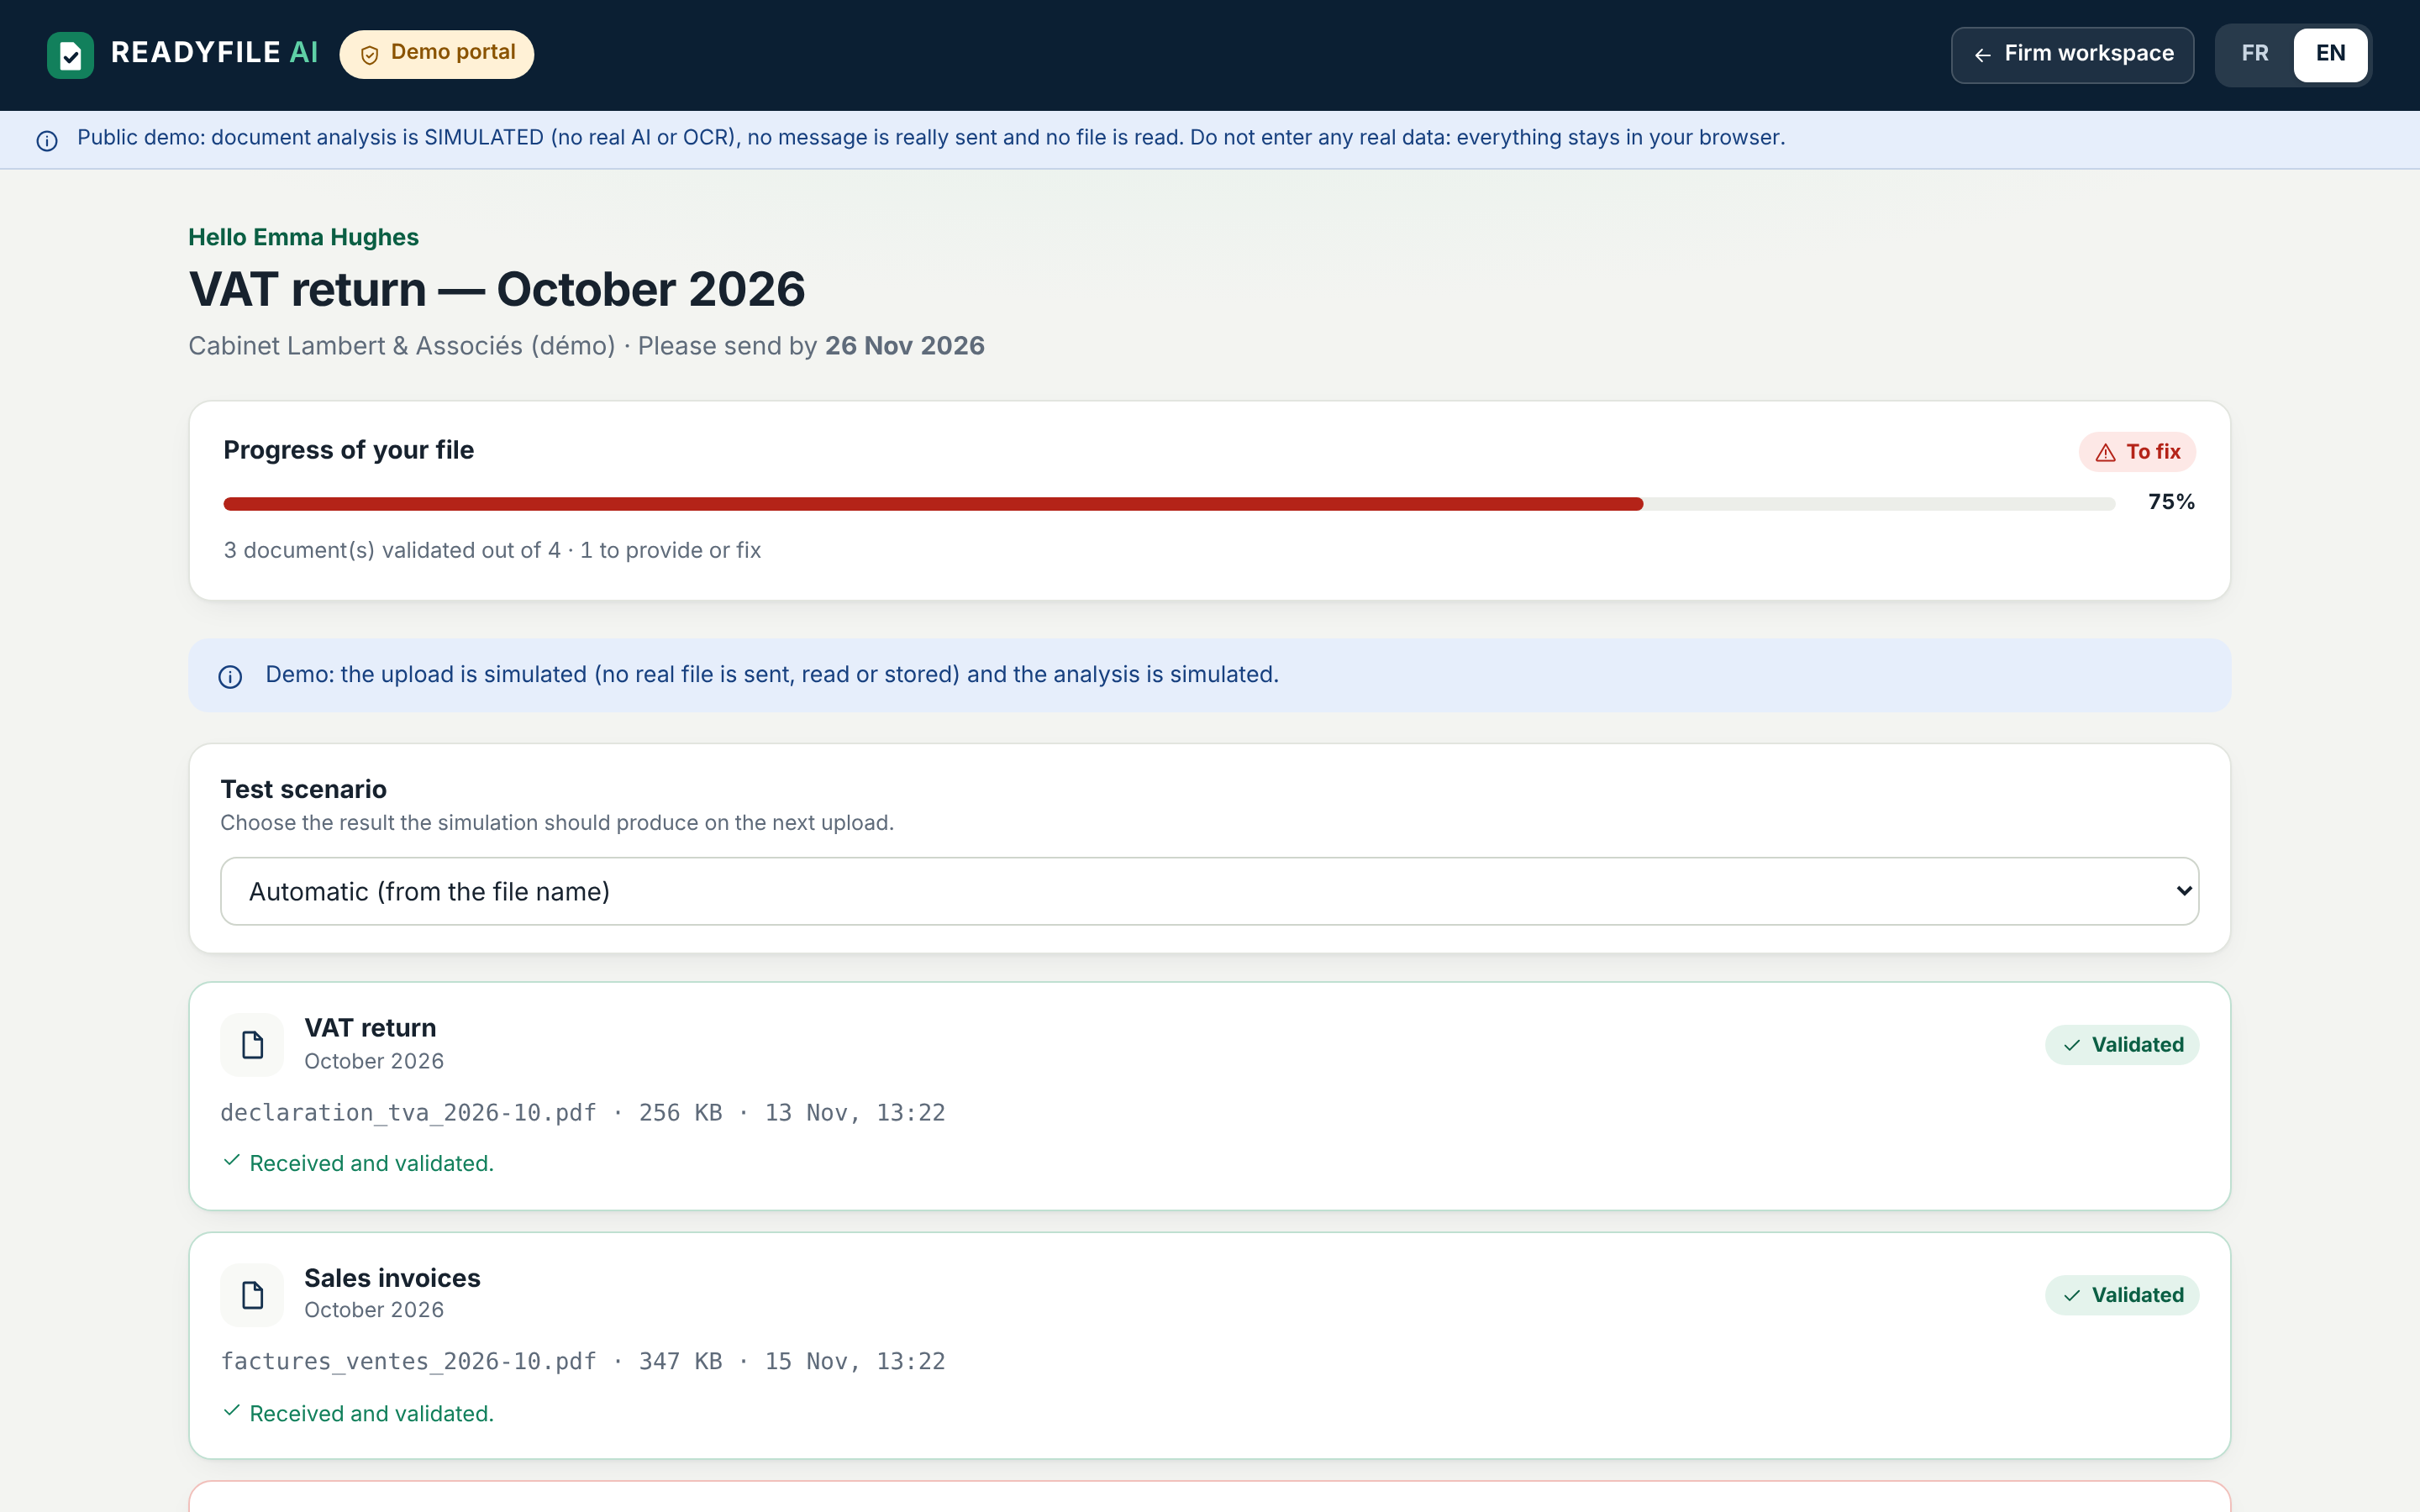 READYFILE AI
Demo portal
Firm workspace
FR
EN
Public demo: document analysis is SIMULATED (no real AI or OCR), no message is really sent and no file is read. Do not enter any real data: everything stays in your browser.
Hello Emma Hughes
VAT return — October 2026
Cabinet Lambert & Associés (démo) · Please send by 26 Nov 2026
Progress of your file
To fix
75%
3 document(s) validated out of 4 · 1 to provide or fix
Demo: the upload is simulated (no real file is sent, read or stored) and the analysis is simulated.
Test scenario
Choose the result the simulation should produce on the next upload.
Automatic (from the file name)
VAT return
October 2026
Validated
declaration_tva_2026-10.pdf · 256 KB · 13 Nov, 13:22
Received and validated.
Sales invoices
October 2026
Validated
factures_ventes_2026-10.pdf · 347 KB · 15 Nov, 13:22
Received and validated.